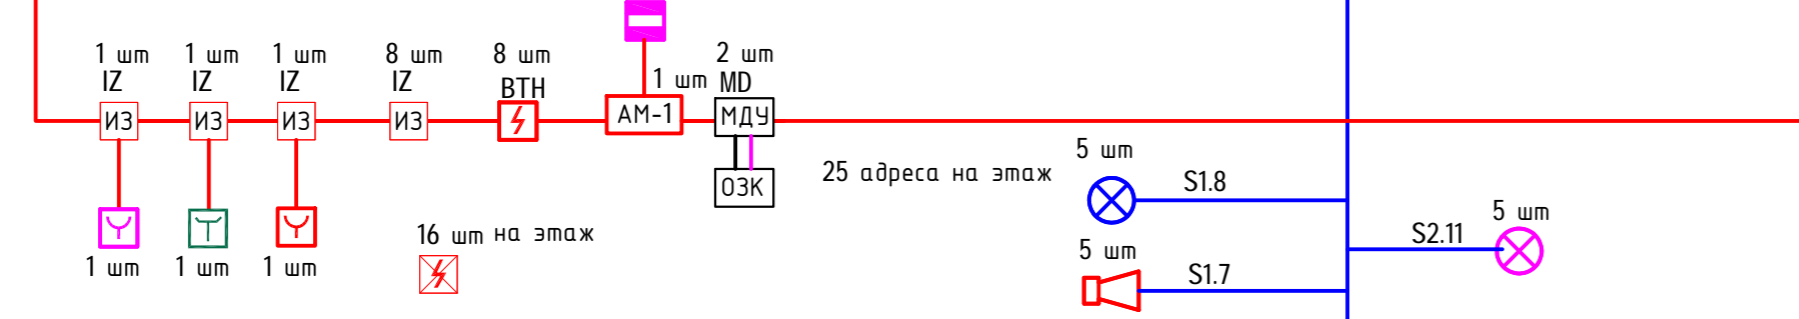 1 шт
IZ
ИЗ
1 шт
1 шт
IZ
ИЗ
1 шт
1 шт
IZ
ИЗ
1 шт
8 шт
IZ
ИЗ
8 шт
BTH
1 шт
АМ-1
2 шт
MD
МДУ
ОЗК
16 шт на этаж
25 адреса на этаж
5 шт
S1.8
5 шт
S1.7
5 шт
S2.11